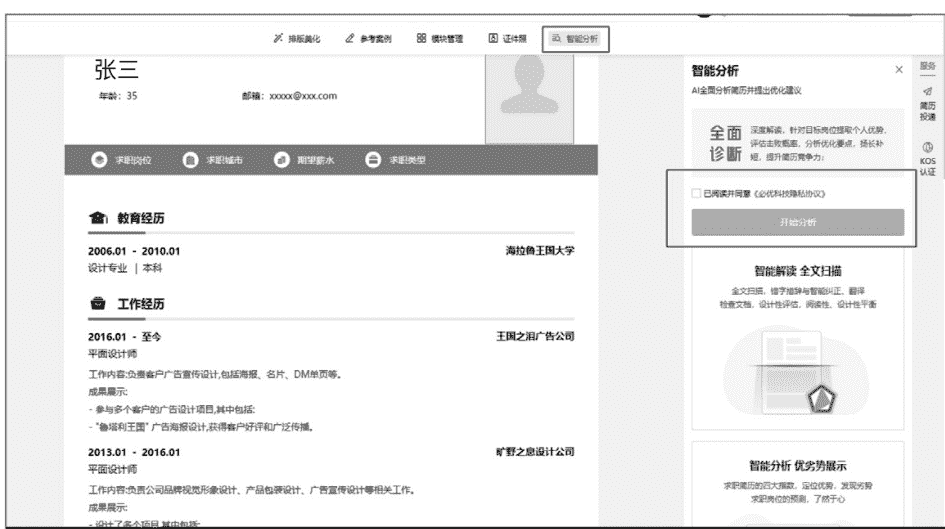 排版美化 参考案例 模块管理 证件照 智能分析
张三
年龄：35 邮箱：xxxxx@xxx.com
求职岗位 求职城市 期望薪水 求职类型
教育经历
2006.01 - 2010.01 海拉鲁王国大学
设计专业 | 本科
工作经历
2016.01 - 至今 王国之泪广告公司
平面设计师
工作内容:负责客户广告宣传设计,包括海报、名片、DM单页等。
成果展示:
- 参与多个客户的广告设计项目,其中包括:
- "鲁塔利王国" 广告海报设计,获得客户好评和广泛传播。
2013.01 - 2016.01 旷野之息设计公司
平面设计师
工作内容:负责公司品牌视觉形象设计、产品包装设计、广告宣传设计等相关工作。
成果展示:
- 设计了多个项目,其中包括:
智能分析
AI全面分析简历并提出优化建议
全面
诊断
深度解读，针对目标岗位提取个人优势，
评估击败概率，分析优化要点，扬长补
短，提升简历竞争力；
已阅读并同意《必优科技隐私协议》
开始分析
智能解读 全文扫描
全文扫描，错字措辞与智能纠正、翻译
检查文档，设计性评估，阅读性、设计性平衡
智能分析 优劣势展示
求职简历的四大指数，定位优势，发现劣势
求职岗位的预测，了然于心
服务
简历
投递
KOS
认证